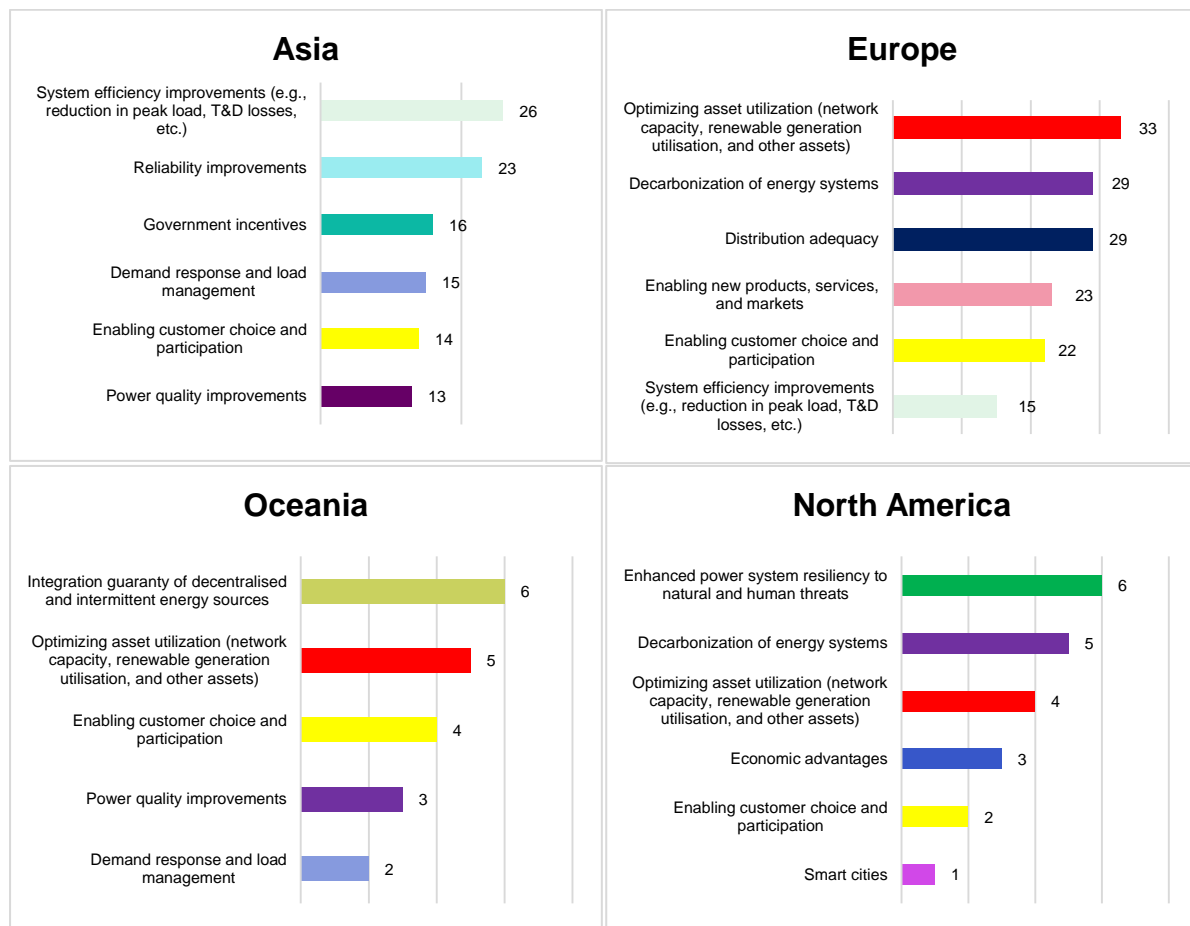 Asia
System efficiency improvements (e.g.,
reduction in peak load, T&D losses,
etc.)
26
Reliability improvements
23
Government incentives
16
Demand response and load
management
15
Enabling customer choice and
participation
14
Power quality improvements
13
Europe
Optimizing asset utilization (network
capacity, renewable generation
utilisation, and other assets)
33
Decarbonization of energy systems
29
Distribution adequacy
29
Enabling new products, services,
and markets
23
Enabling customer choice and
participation
22
System efficiency improvements
(e.g., reduction in peak load, T&D
losses, etc.)
15
Oceania
Integration guaranty of decentralised
and intermittent energy sources
6
Optimizing asset utilization (network
capacity, renewable generation
utilisation, and other assets)
5
Enabling customer choice and
participation
4
Power quality improvements
3
Demand response and load
management
2
North America
Enhanced power system resiliency to
natural and human threats
6
Decarbonization of energy systems
5
Optimizing asset utilization (network
capacity, renewable generation
utilisation, and other assets)
4
Economic advantages
3
Enabling customer choice and
participation
2
Smart cities
1